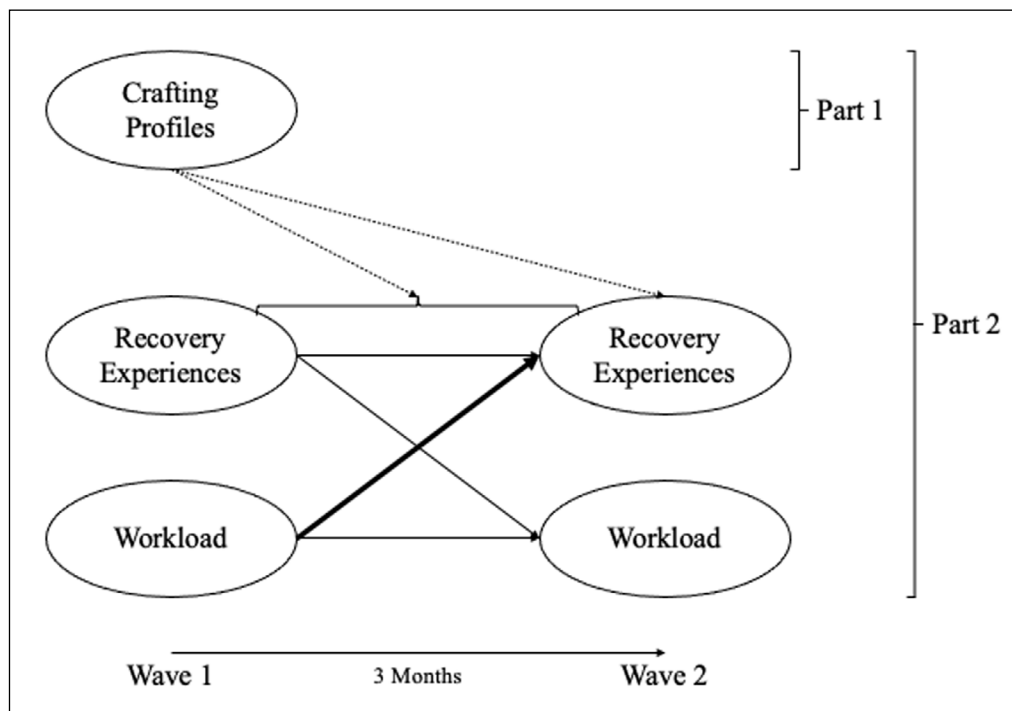 Crafting
Profiles
Part 1
Recovery
Experiences
Recovery
Experiences
Part 2
Workload
Workload
Wave 1
3 Months
Wave 2